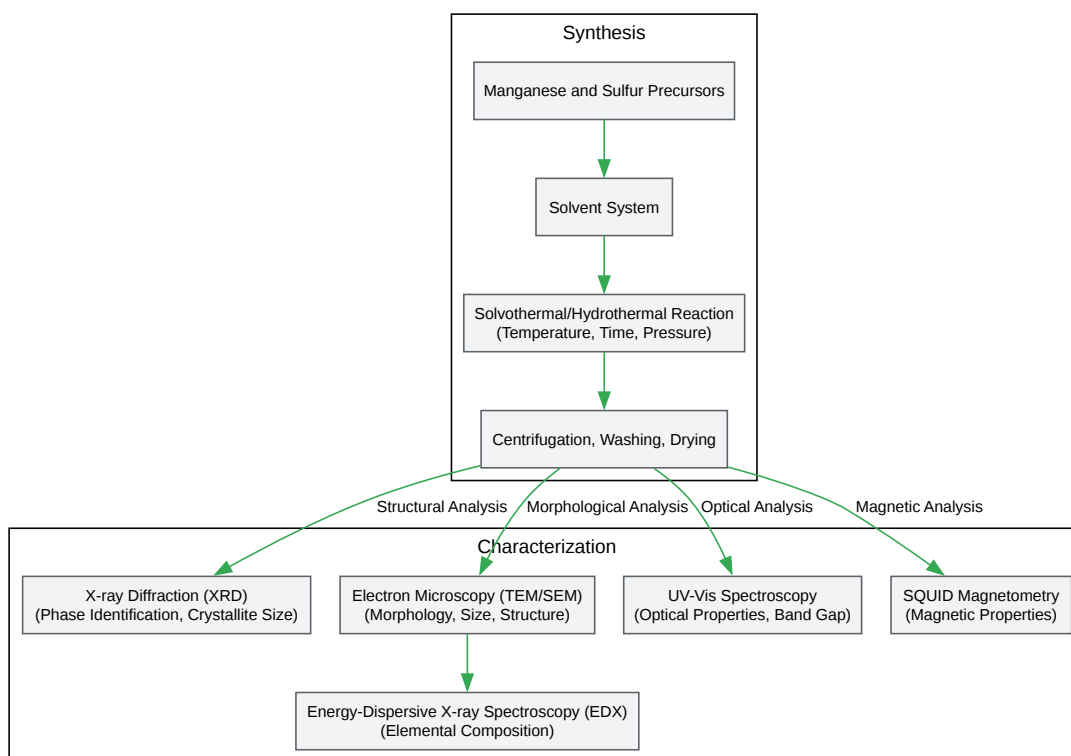 Synthesis
Manganese and Sulfur Precursors
Solvent System
Solvothermal/Hydrothermal Reaction
(Temperature, Time, Pressure)
Centrifugation, Washing, Drying
Structural Analysis
Morphological Analysis
Optical Analysis
Magnetic Analysis
Characterization
X-ray Diffraction (XRD)
(Phase Identification, Crystallite Size)
Electron Microscopy (TEM/SEM)
(Morphology, Size, Structure)
UV-Vis Spectroscopy
(Optical Properties, Band Gap)
SQUID Magnetometry
(Magnetic Properties)
Energy-Dispersive X-ray Spectroscopy (EDX)
(Elemental Composition)